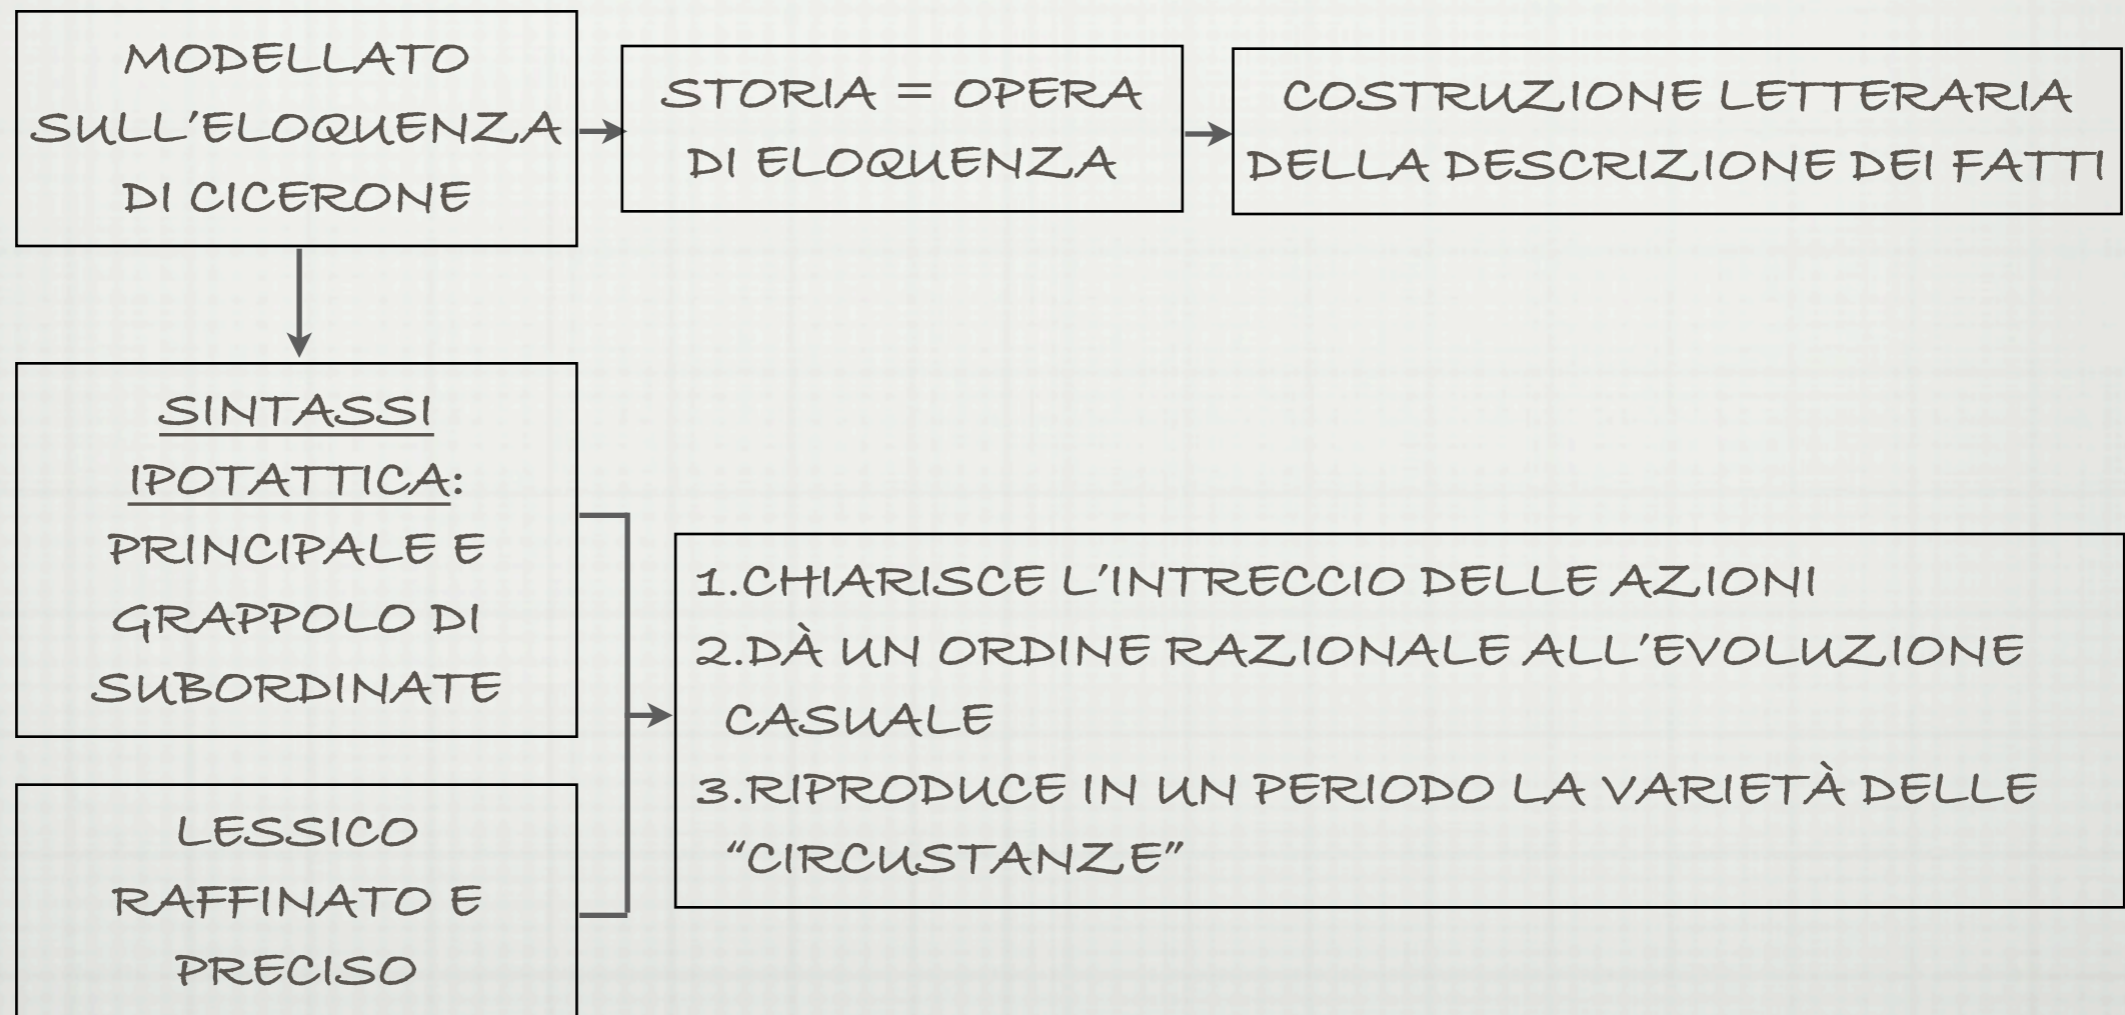 MODELLATO
SULL'ELOQUENZA
DI CICERONE
STORIA = OPERA
DI ELOQUENZA
COSTRUZIONE LETTERARIA
DELLA DESCRIZIONE DEI FATTI
SINTASSI
IPOTATTICA:
PRINCIPALE E
GRAPPOLO DI
SUBORDINATE
1.CHIARISCE L'INTRECCIO DELLE AZIONI
2.DÀ UN ORDINE RAZIONALE ALL'EVOLUZIONE
CASUALE
3.RIPRODUCE IN UN PERIODO LA VARIETÀ DELLE
“CIRCUSTANZE”
LESSICO
RAFFINATO E
PRECISO